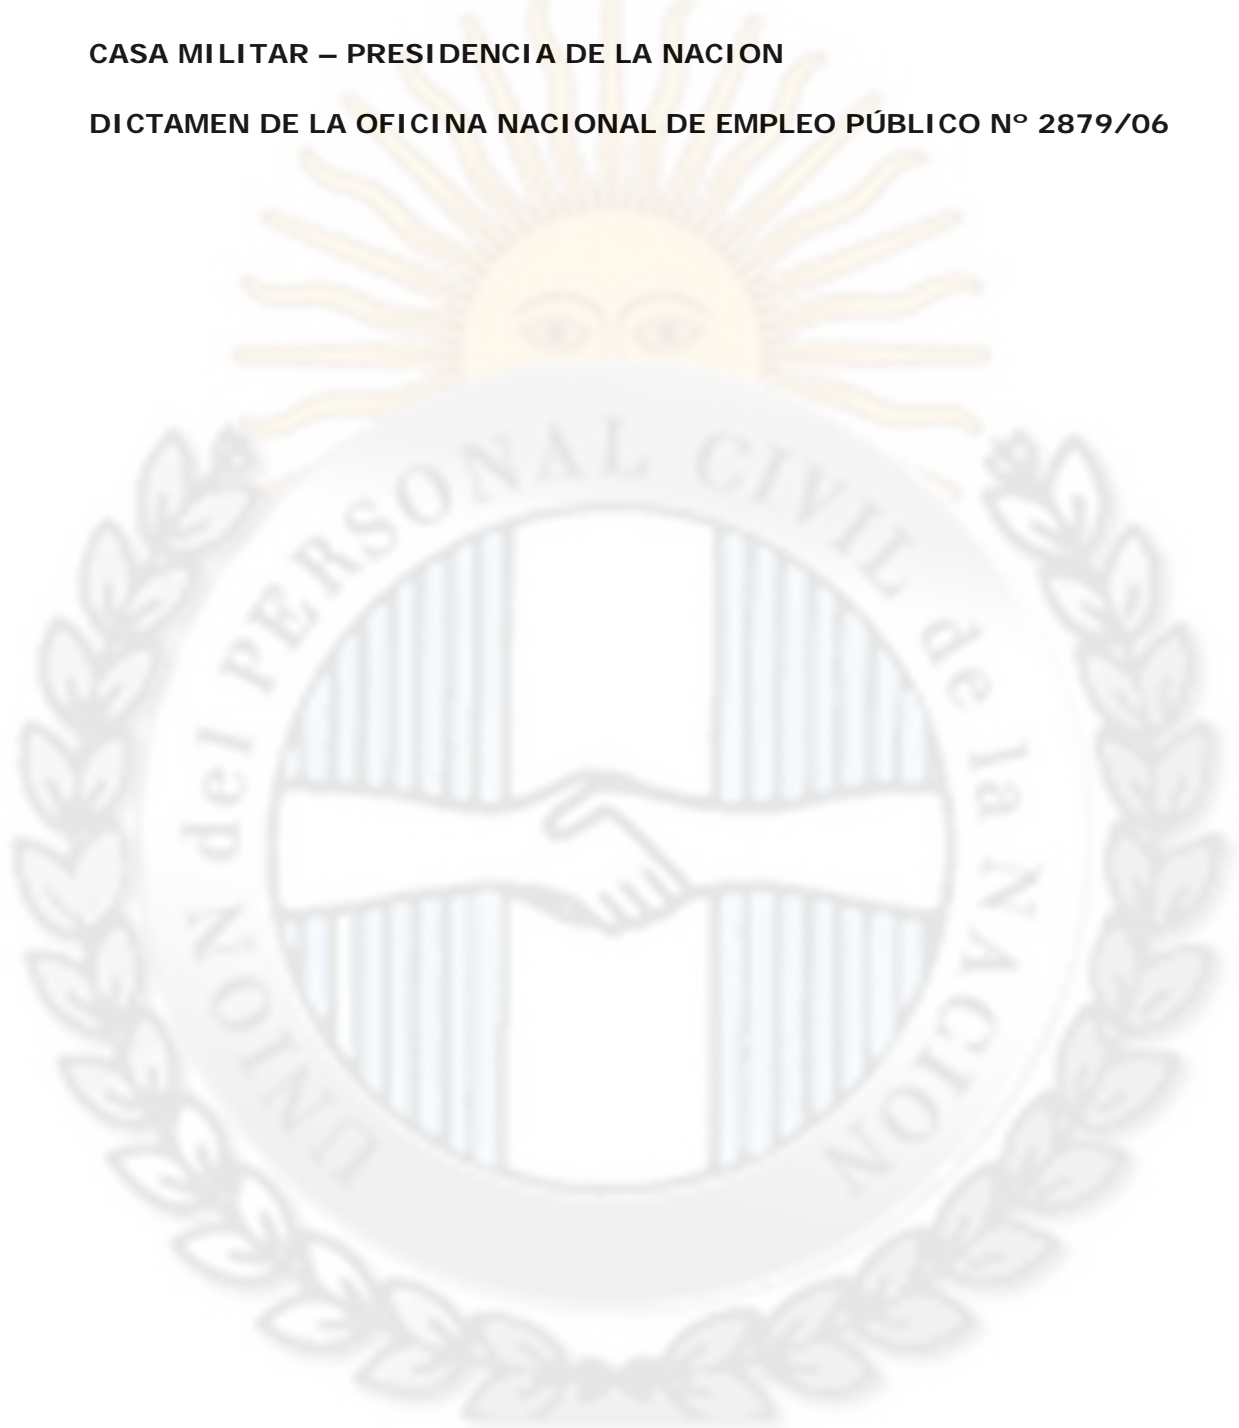 CASA MILITAR – PRESIDENCIA DE LA NACION
DICTAMEN DE LA OFICINA NACIONAL DE EMPLEO PÚBLICO Nº 2879/06
UNION del PERSONAL CIVIL de la NACION